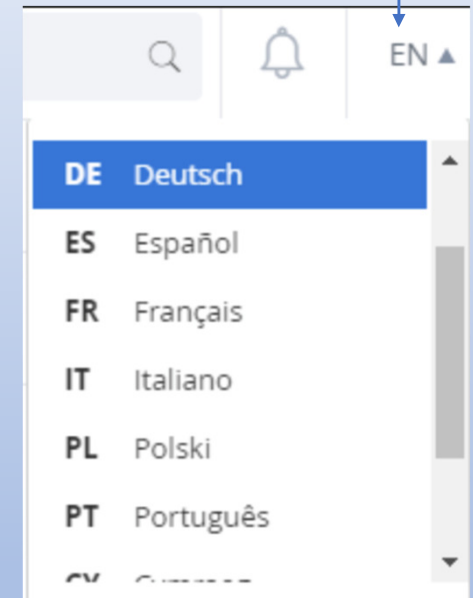 EN
DE Deutsch
ES Español
FR Français
IT Italiano
PL Polski
PT Português